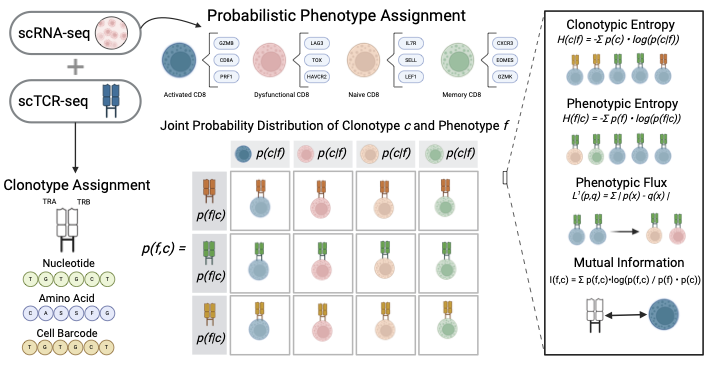 scRNA-seq
+
scTCR-seq
Probabilistic Phenotype Assignment
GZMB
CD8A
PRF1
Activated CD8
LAG3
TOX
HAVCR2
Dysfunctional CD8
IL7R
SELL
LEF1
Naive CD8
CXCR3
EOMES
GZMK
Memory CD8
Clonotype Assignment
TRA TRB
Nucleotide
T G T G C T
Amino Acid
C A S S F G
Cell Barcode
T G T G C T
Joint Probability Distribution of Clonotype c and Phenotype f
p(c|f) p(c|f) p(c|f) p(c|f)
p(f|c)
p(f,c) = p(f|c)
p(f|c)
Clonotypic Entropy
H(c|f) = -Σ p(c) • log(p(c|f))
Phenotypic Entropy
H(f|c) = -Σ p(f) • log(p(f|c))
Phenotypic Flux
L¹(p,q) = Σ | p(x) - q(x) |
Mutual Information
I(f,c) = Σ p(f,c)•log(p(f,c) / p(f) • p(c))